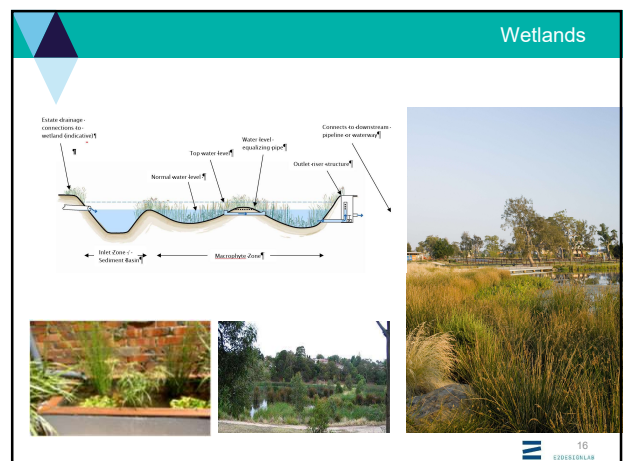 Wetlands
Estate drainage
connections to
wetland (indicative)¶
¶
Top water level¶
Normal water level ¶
Water level
equalizing pipe¶
Connects to downstream
pipeline or waterway¶
Outlet riser structure¶
Inlet Zone /
Sediment Basin¶
Macrophyte Zone¶
16
E2DESIGNLAB